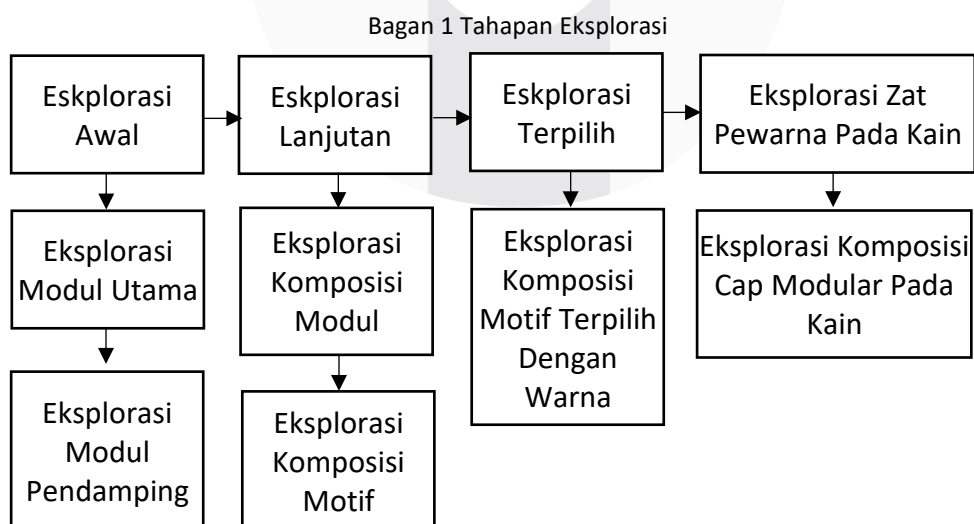 Bagan 1 Tahapan Eksplorasi
Eskplorasi
Awal
Eskplorasi
Lanjutan
Eskplorasi
Terpilih
Eksplorasi Zat
Pewarna Pada Kain
Eksplorasi
Modul Utama
Eksplorasi
Komposisi
Modul
Eksplorasi
Komposisi
Motif Terpilih
Dengan
Warna
Eksplorasi Komposisi
Cap Modular Pada
Kain
Eksplorasi
Modul
Pendamping
Eksplorasi
Komposisi
Motif